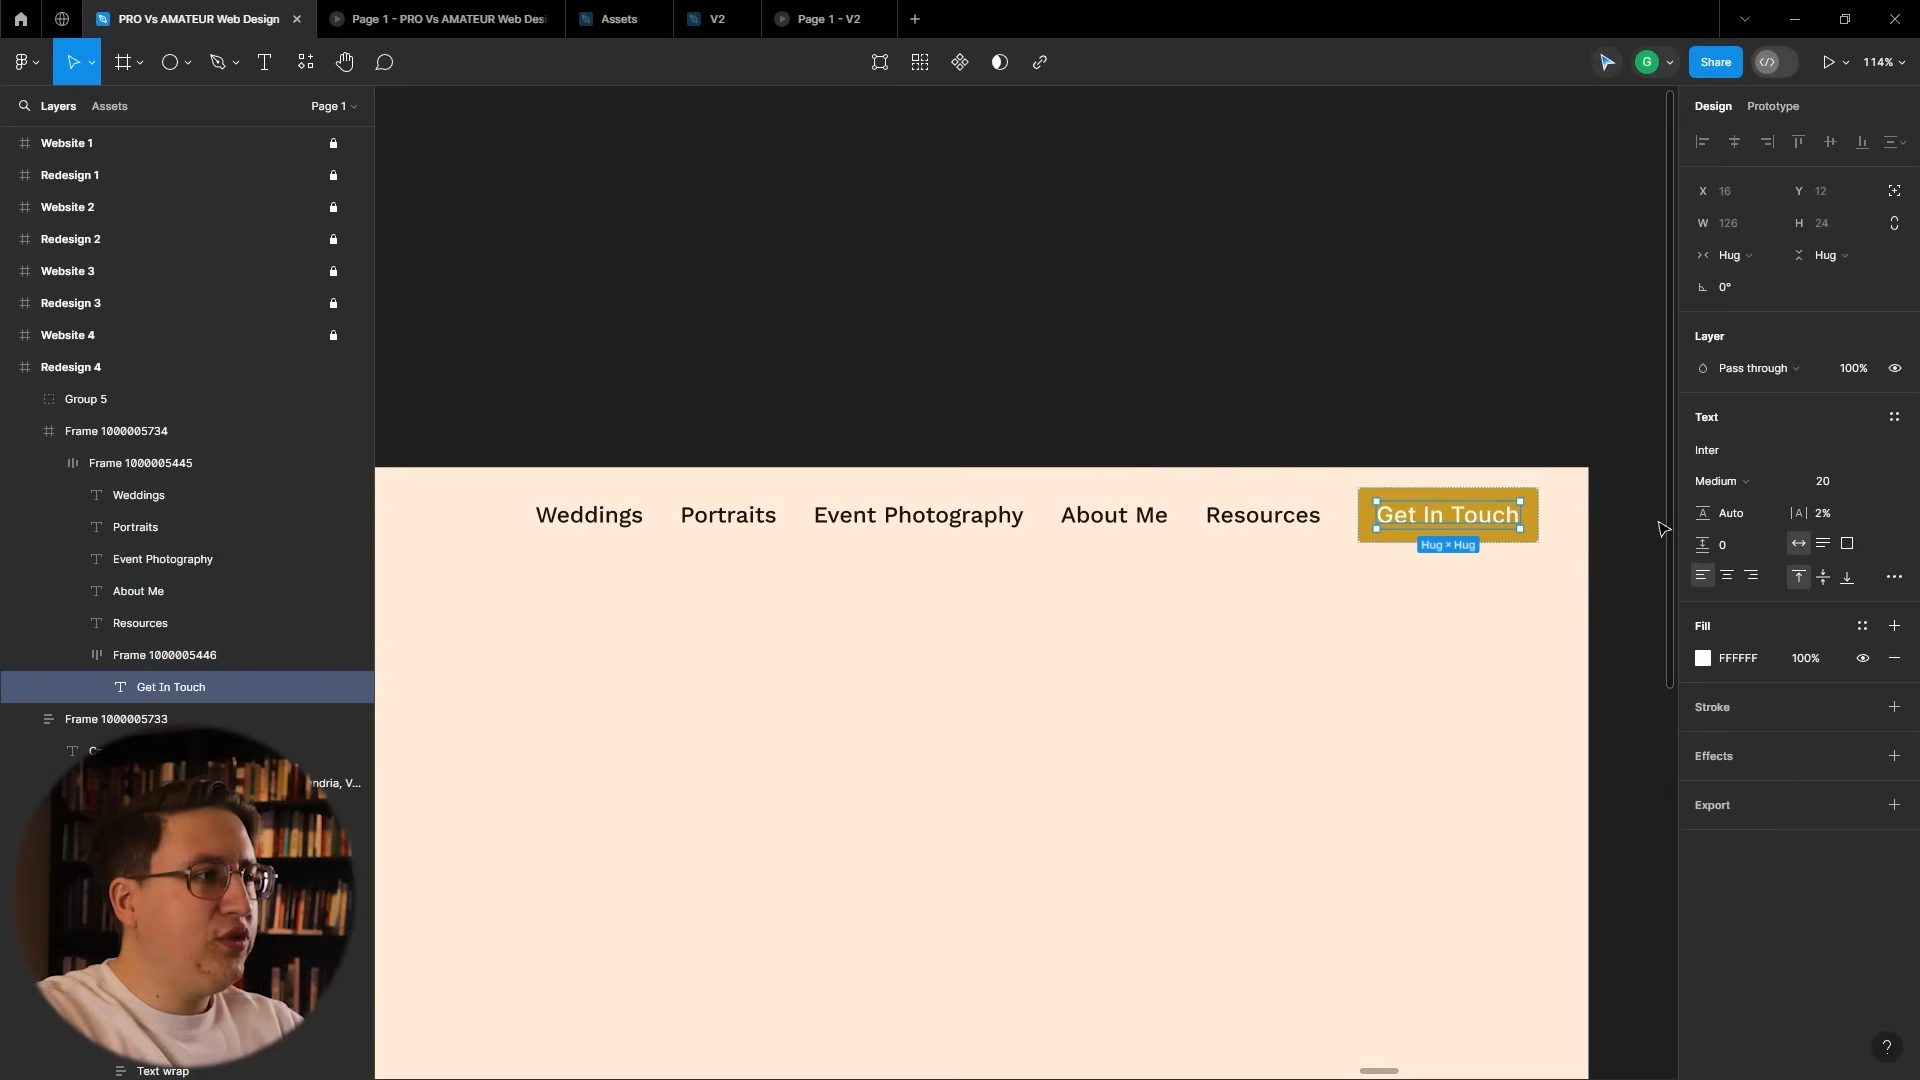 PRO Vs AMATEUR Web Design
Page 1 - PRO Vs AMATEUR Web Desi
Assets
V2
Page 1 - V2
G
Share
114%
Layers
Assets
Page 1
Website 1
Redesign 1
Website 2
Redesign 2
Website 3
Redesign 3
Website 4
Redesign 4
Group 5
Frame 1000005734
Frame 1000005445
Weddings
Portraits
Event Photography
About Me
Resources
Frame 1000005446
Get In Touch
Frame 1000005733
ndria, V...
Text wrap
Weddings
Portraits
Event Photography
About Me
Resources
Get In Touch
Hug × Hug
Design
Prototype
X 16
Y 12
W 126
H 24
Hug
Hug
0°
Layer
Pass through
100%
Text
Inter
Medium
20
Auto
|A| 2%
0
Fill
FFFFFF
100%
Stroke
Effects
Export
?